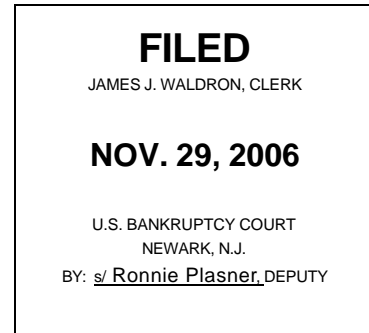 FILED
JAMES J. WALDRON, CLERK
NOV. 29, 2006
U.S. BANKRUPTCY COURT
NEWARK, N.J.
BY: s/ Ronnie Plasner, DEPUTY